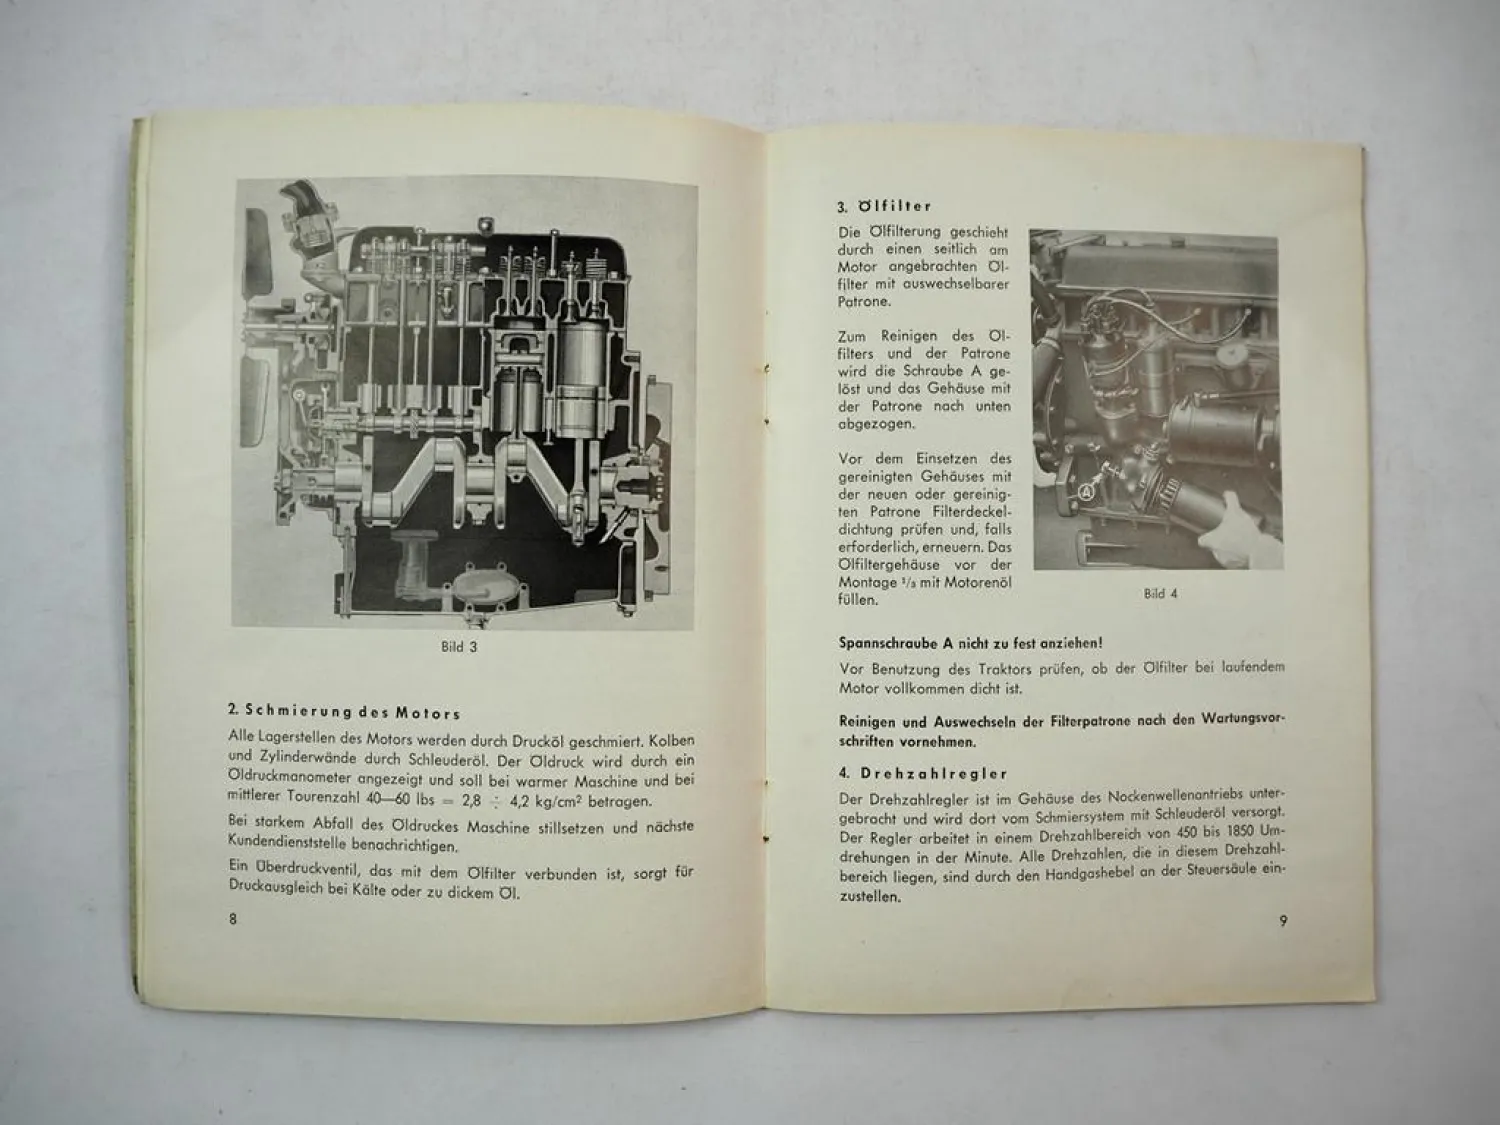 Bild 3
2. Schmierung des Motors
Alle Lagerstellen des Motors werden durch Drucköl geschmiert. Kolben
und Zylinderwände durch Schleuderöl. Der Öldruck wird durch ein
Öldruckmanometer angezeigt und soll bei warmer Maschine und bei
mittlerer Tourenzahl 40—60 lbs = 2,8 ÷ 4,2 kg/cm² betragen.
Bei starkem Abfall des Öldruckes Maschine stillsetzen und nächste
Kundendienststelle benachrichtigen.
Ein Überdruckventil, das mit dem Ölfilter verbunden ist, sorgt für
Druckausgleich bei Kälte oder zu dickem Öl.
8
3. Ölfilter
Die Ölfilterung geschieht
durch einen seitlich am
Motor angebrachten Öl-
filter mit auswechselbarer
Patrone.
Zum Reinigen des Öl-
filters und der Patrone
wird die Schraube A ge-
löst und das Gehäuse mit
der Patrone nach unten
abgezogen.
Vor dem Einsetzen des
gereinigten Gehäuses mit
der neuen oder gereinig-
ten Patrone Filterdeckel-
dichtung prüfen und, falls
erforderlich, erneuern. Das
Ölfiltergehäuse vor der
Montage mit Motorenöl
füllen.
A
Bild 4
Spannschraube A nicht zu fest anziehen!
Vor Benutzung des Traktors prüfen, ob der Ölfilter bei laufendem
Motor vollkommen dicht ist.
Reinigen und Auswechseln der Filterpatrone nach den Wartungsvor-
schriften vornehmen.
4. Drehzahlregler
Der Drehzahlregler ist im Gehäuse des Nockenwellenantriebs unter-
gebracht und wird dort vom Schmiersystem mit Schleuderöl versorgt.
Der Regler arbeitet in einem Drehzahlbereich von 450 bis 1850 Um-
drehungen in der Minute. Alle Drehzahlen, die in diesem Drehzahl-
bereich liegen, sind durch den Handgashebel an der Steuersäule ein-
zustellen.
9